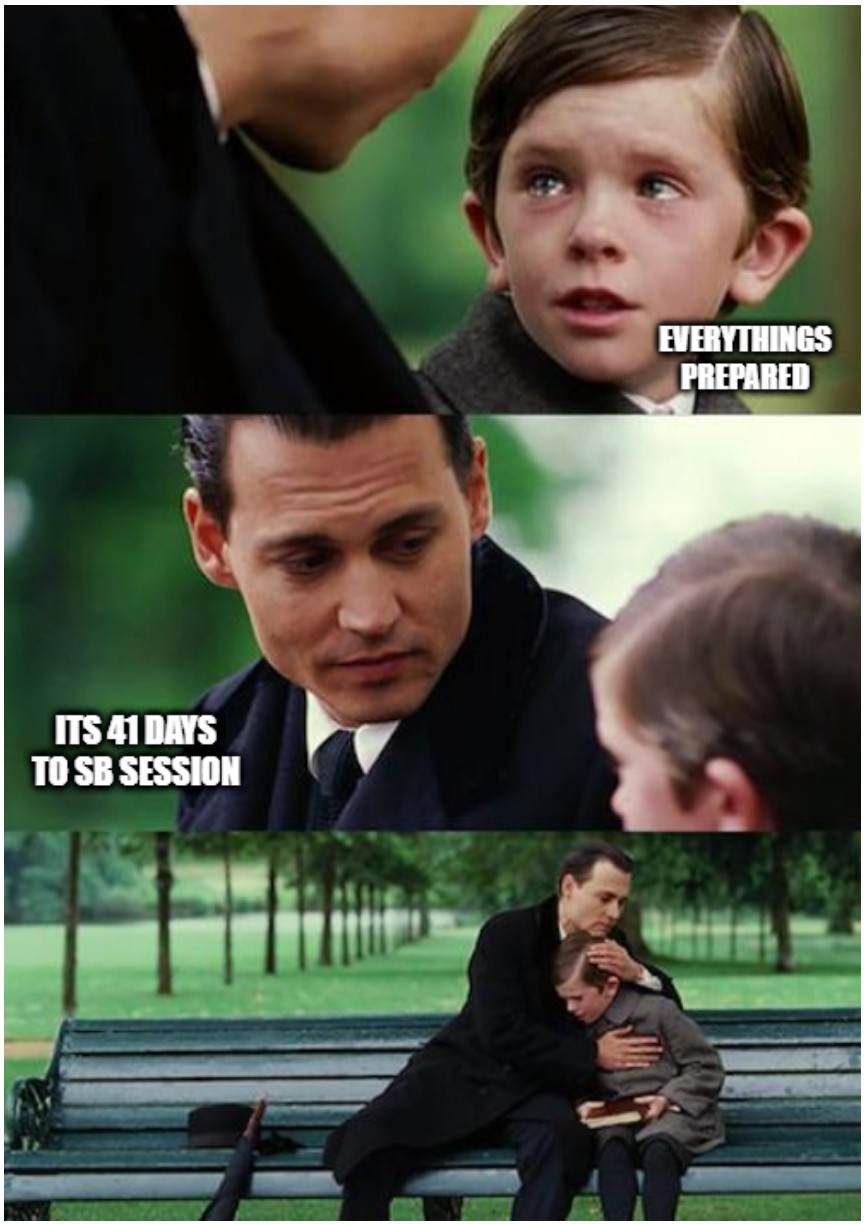 EVERYTHINGS
PREPARED
ITS 41 DAYS
TO SB SESSION